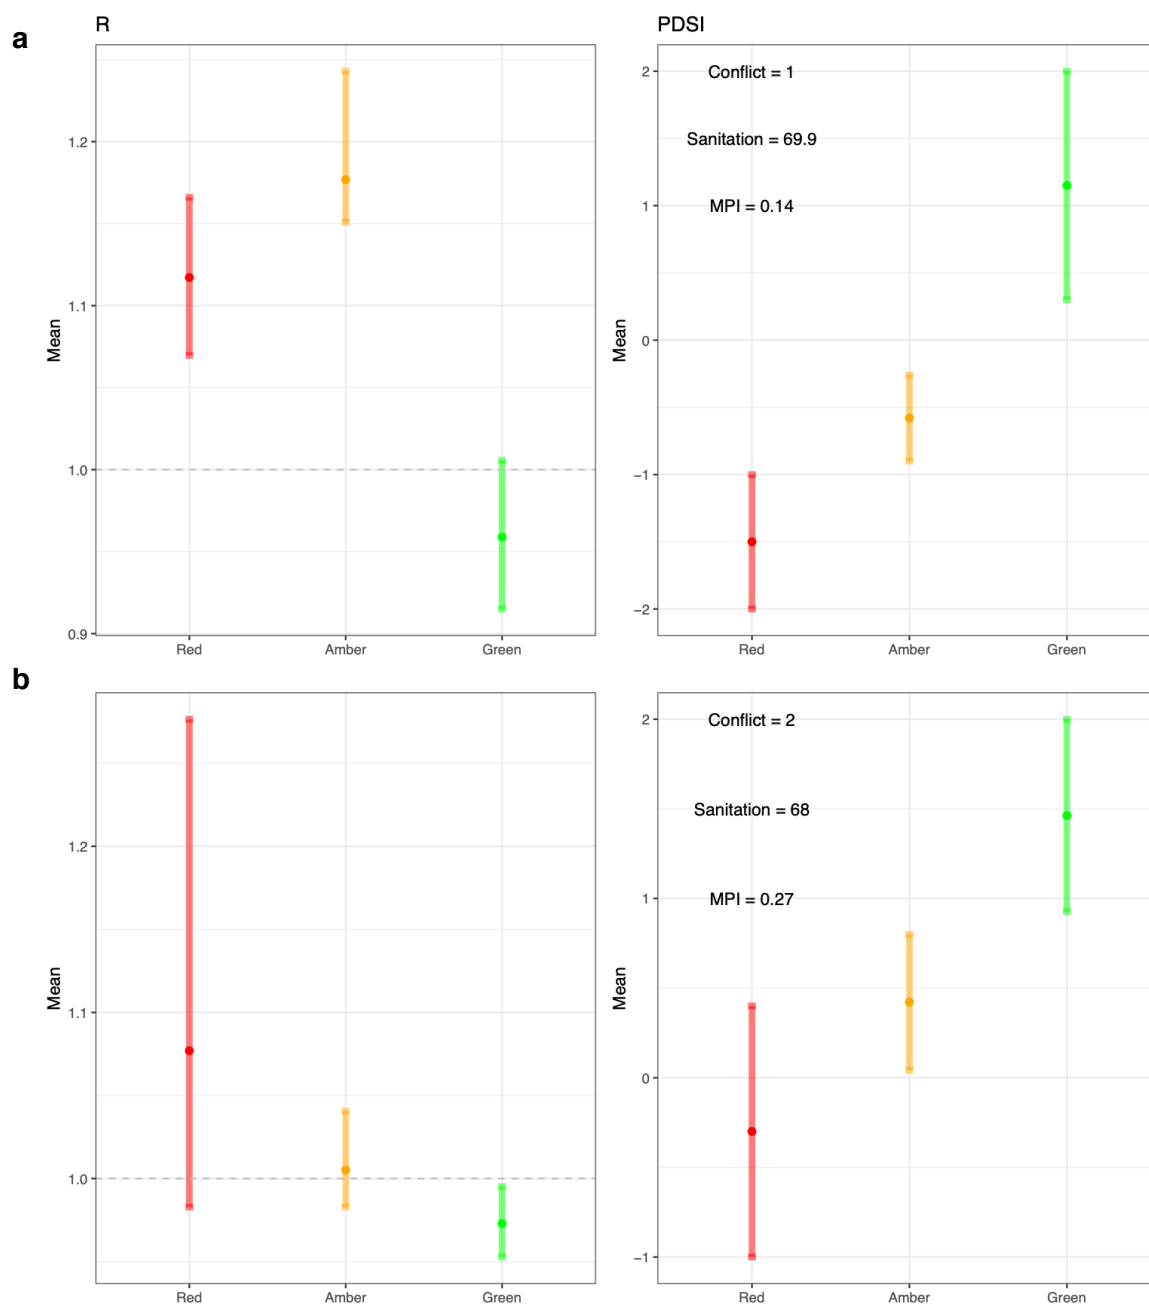 a
R
Mean
1.2
1.1
1.0
0.9
Red Amber Green
PDSI
Mean
2
1
0
−1
−2
Conflict = 1
Sanitation = 69.9
MPI = 0.14
Red Amber Green
b
Mean
1.2
1.1
1.0
Red Amber Green
Mean
2
1
0
−1
Conflict = 2
Sanitation = 68
MPI = 0.27
Red Amber Green